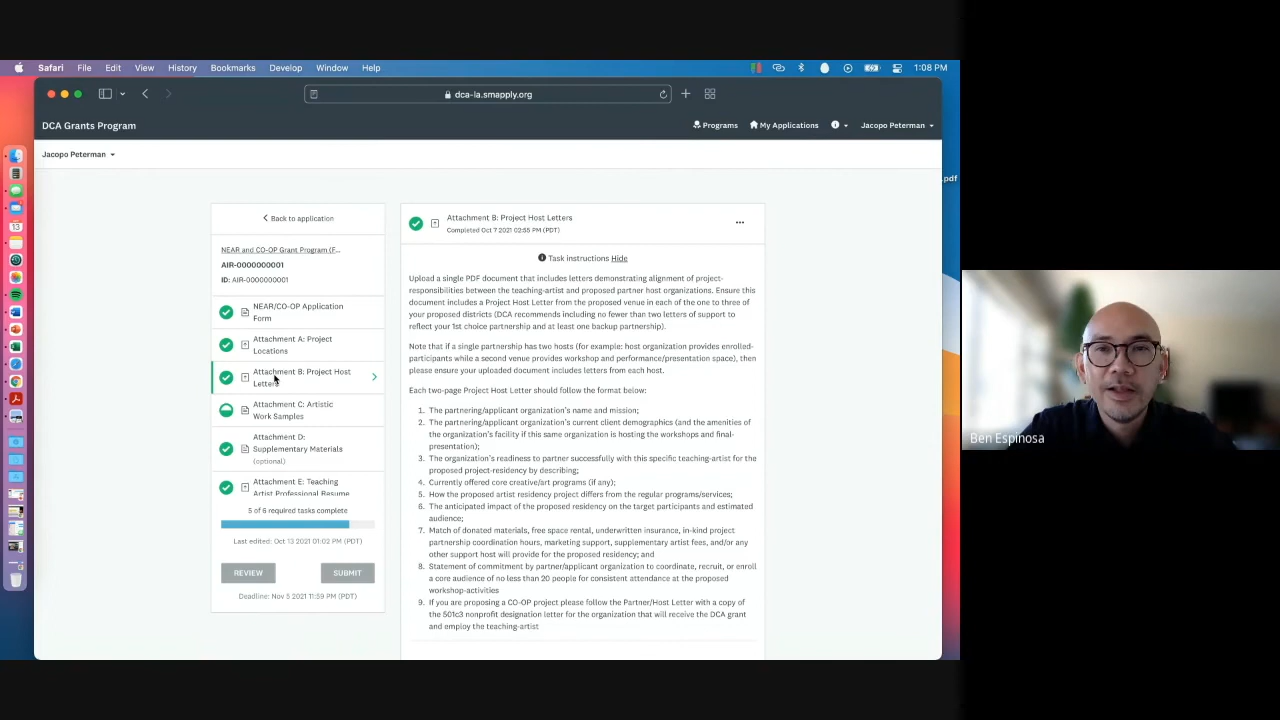 Safari File Edit View History Bookmarks Develop Window Help 1:08 PM
dca-la.smapply.org
DCA Grants Program Programs My Applications Jacopo Peterman
Jacopo Peterman
.pdf
Back to application
NEAR and CO-OP Grant Program (F...
AIR-0000000001
ID: AIR-0000000001
NEAR/CO-OP Application
Form
Attachment A: Project
Locations
Attachment B: Project Host
Letters
Attachment C: Artistic
Work Samples
Attachment D:
Supplementary Materials
(optional)
Attachment E: Teaching
Artist Professional Resume
5 of 6 required tasks complete
Last edited: Oct 13 2021 01:02 PM (PDT)
REVIEW SUBMIT
Deadline: Nov 5 2021 11:59 PM (PDT)
Attachment B: Project Host Letters
Completed Oct 7 2021 02:55 PM (PDT)
Task instructions Hide
Upload a single PDF document that includes letters demonstrating alignment of project-
responsibilities between the teaching-artist and proposed partner host organizations. Ensure this
document includes a Project Host Letter from the proposed venue in each of the one to three of
your proposed districts (DCA recommends including no fewer than two letters of support to
reflect your 1st choice partnership and at least one backup partnership).
Note that if a single partnership has two hosts (for example: host organization provides enrolled-
participants while a second venue provides workshop and performance/presentation space), then
please ensure your uploaded document includes letters from each host.
Each two-page Project Host Letter should follow the format below:
1. The partnering/applicant organization's name and mission;
2. The partnering/applicant organization's current client demographics (and the amenities of
the organization's facility if this same organization is hosting the workshops and final-
presentation);
3. The organization's readiness to partner successfully with this specific teaching-artist for the
proposed project-residency by describing;
4. Currently offered core creative/art programs (if any);
5. How the proposed artist residency project differs from the regular programs/services;
6. The anticipated impact of the proposed residency on the target participants and estimated
audience;
7. Match of donated materials, free space rental, underwritten insurance, in-kind project
partnership coordination hours, marketing support, supplementary artist fees, and/or any
other support host will provide for the proposed residency; and
8. Statement of commitment by partner/applicant organization to coordinate, recruit, or enroll
a core audience of no less than 20 people for consistent attendance at the proposed
workshop-activities
9. If you are proposing a CO-OP project please follow the Partner/Host Letter with a copy of
the 501c3 nonprofit designation letter for the organization that will receive the DCA grant
and employ the teaching-artist
Ben Espinosa